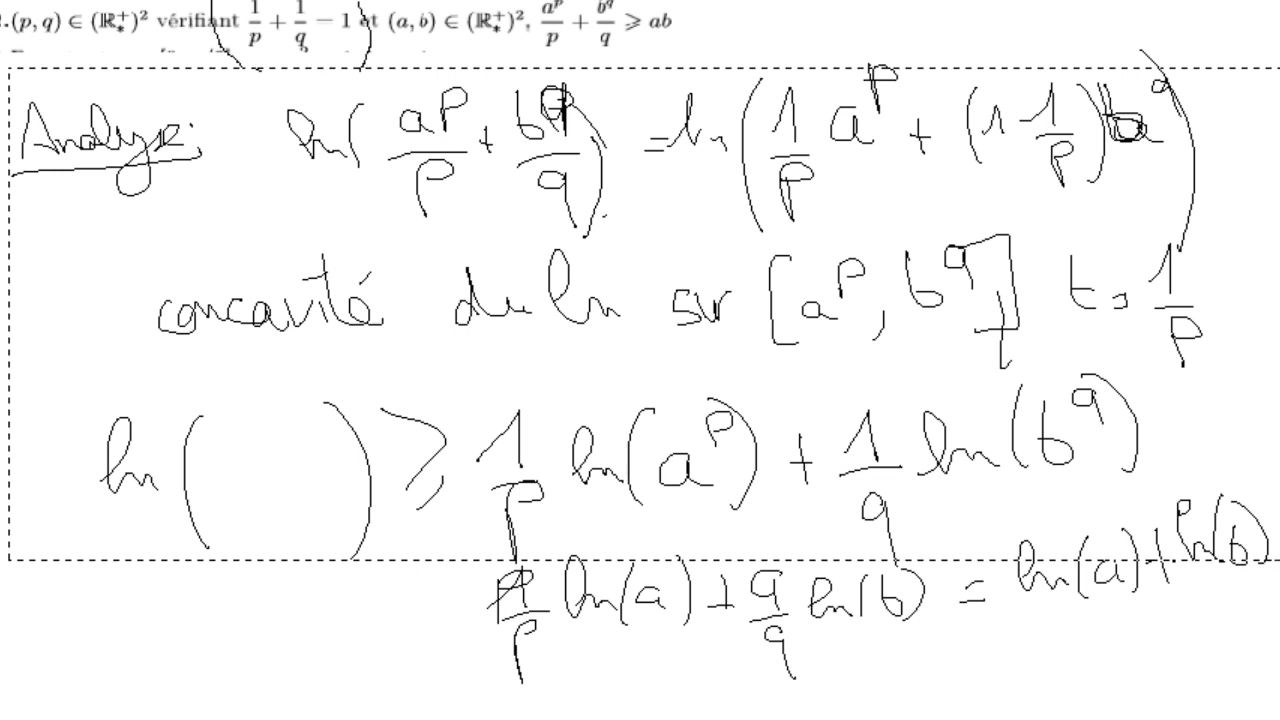 .(p, q) ∈ (ℝ₊*)² vérifiant 1/p + 1/q = 1 et (a, b) ∈ (ℝ₊*)², a^p/p + b^q/q ⩾ ab
Analyse: ln( a^p/p + b^q/q ) = ln( 1/p a^p + (1 - 1/p) b^q )
concavité du ln sur [a^p, b^q] t = 1/p
ln( ) ⩾ 1/p ln(a^p) + 1/q ln(b^q)
p/p ln(a) + q/q ln(b) = ln(a) + ln(b)